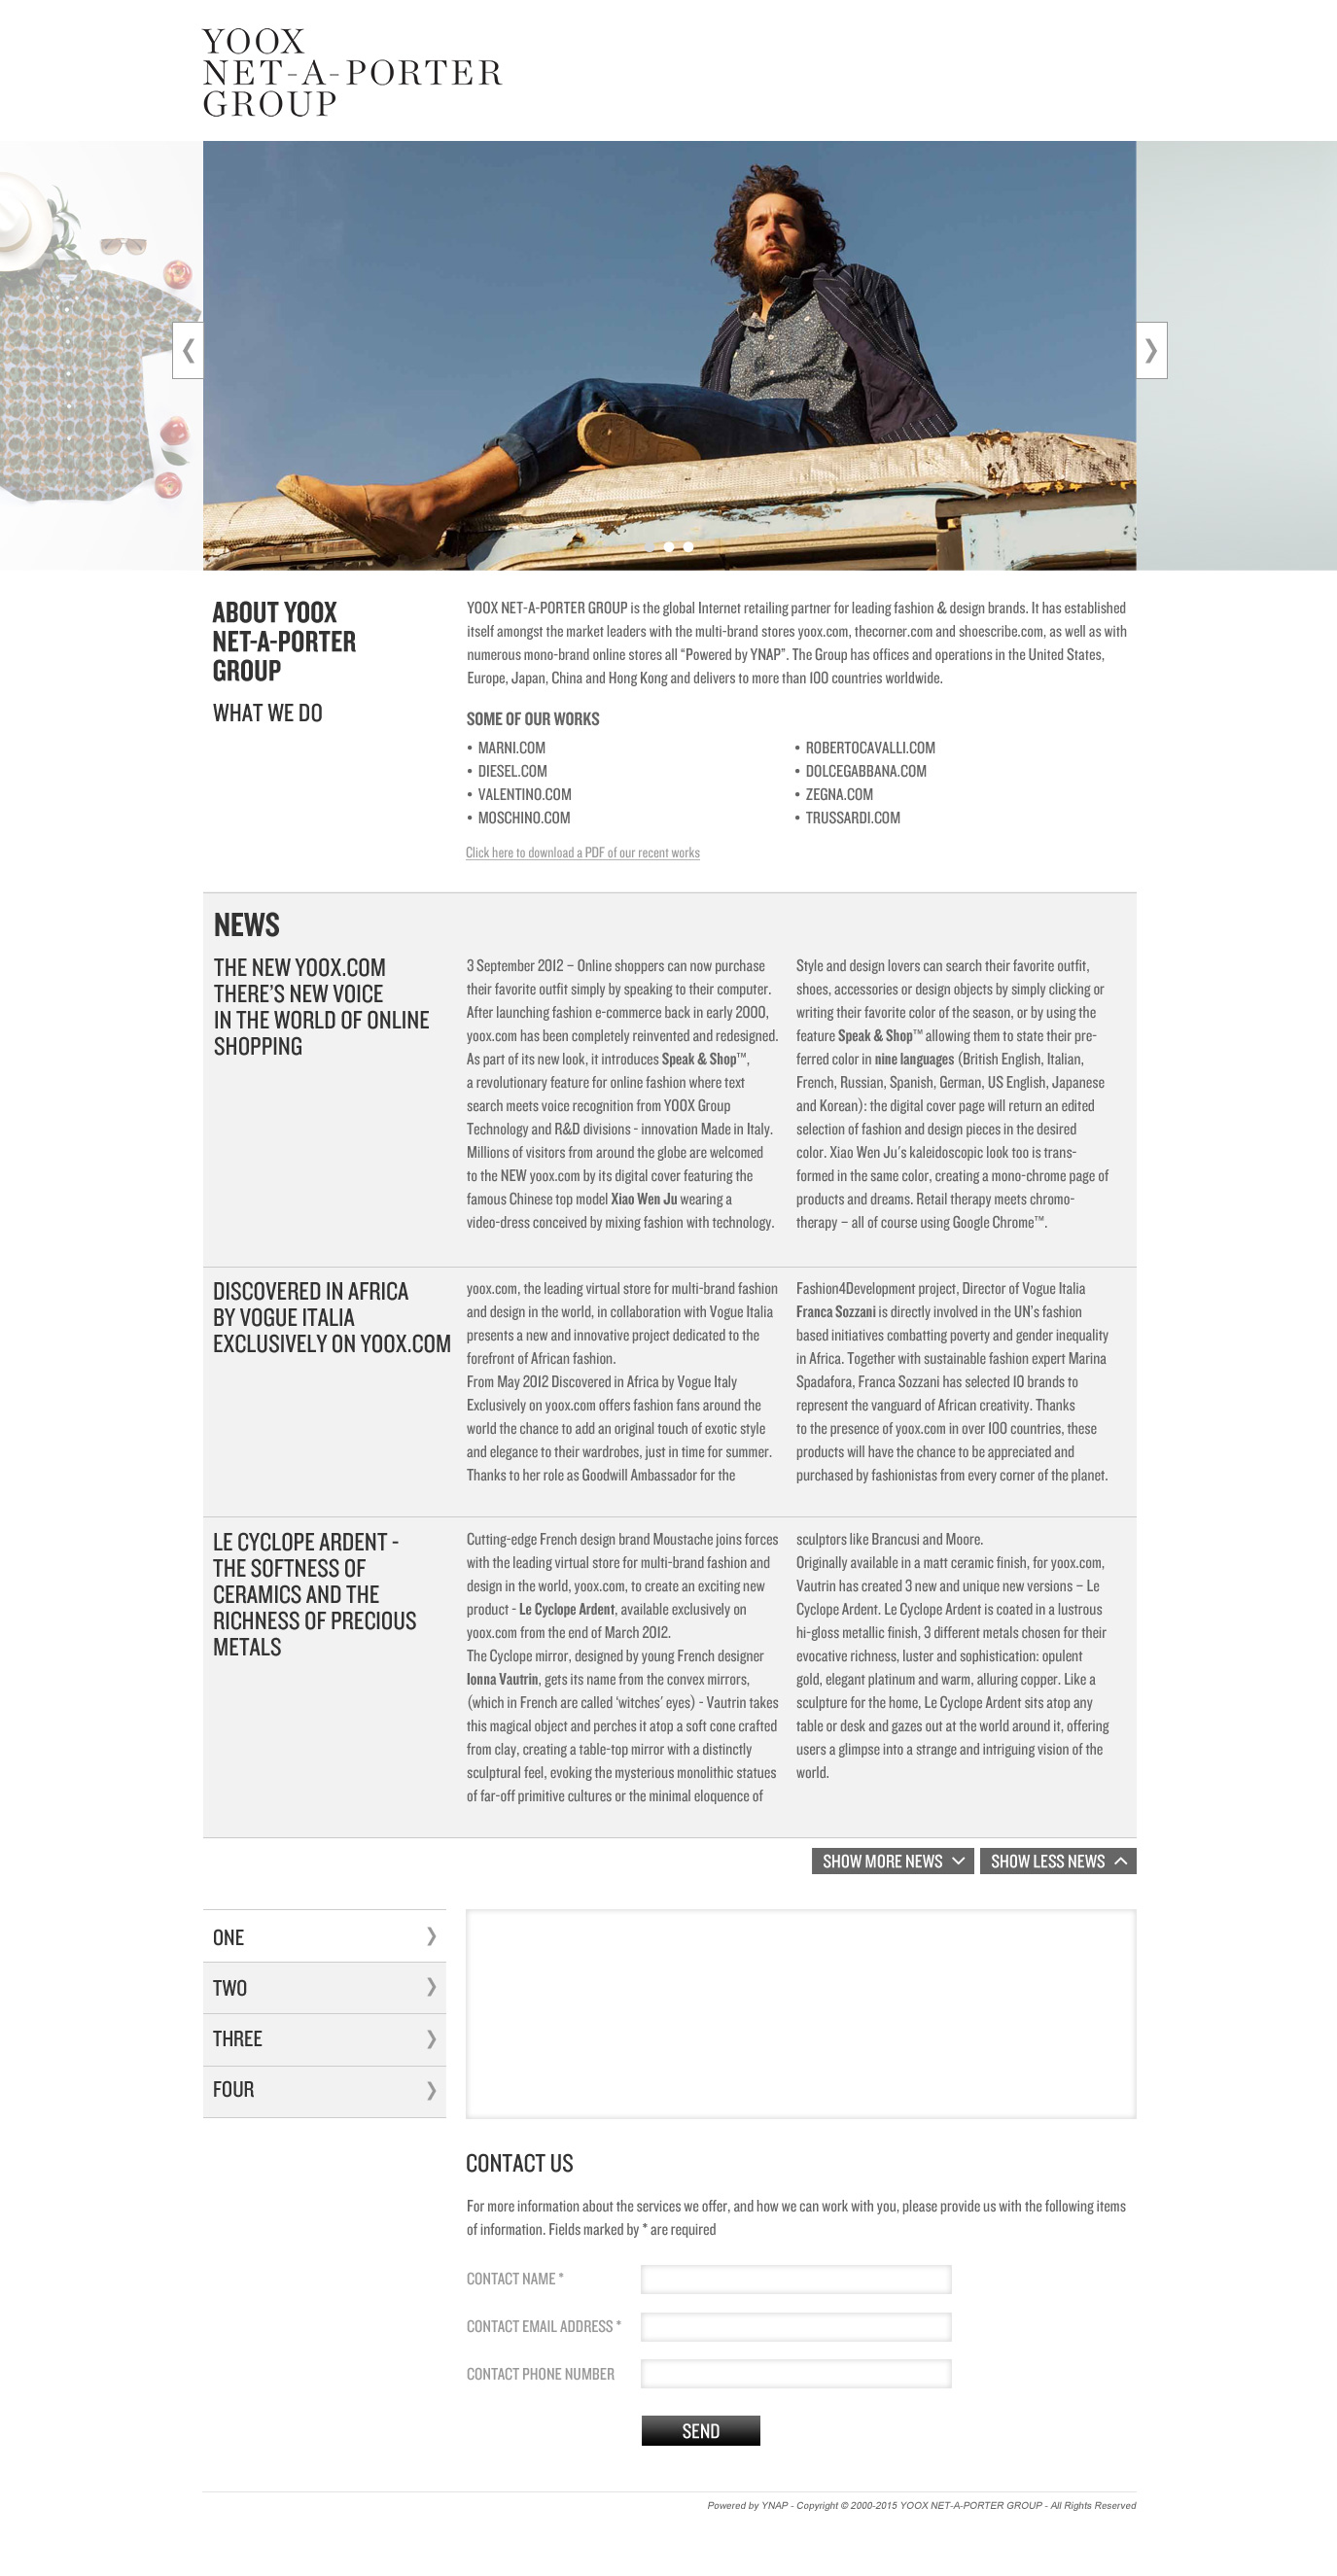 YOOX
NET-A-PORTER
GROUP
ABOUT YOOX
NET-A-PORTER
GROUP
WHAT WE DO
YOOX NET-A-PORTER GROUP is the global Internet retailing partner for leading fashion & design brands. It has established
itself amongst the market leaders with the multi-brand stores yoox.com, thecorner.com and shoescribe.com, as well as with
numerous mono-brand online stores all “Powered by YNAP”. The Group has offices and operations in the United States,
Europe, Japan, China and Hong Kong and delivers to more than 100 countries worldwide.
SOME OF OUR WORKS
• MARNI.COM
• DIESEL.COM
• VALENTINO.COM
• MOSCHINO.COM
• ROBERTOCAVALLI.COM
• DOLCEGABBANA.COM
• ZEGNA.COM
• TRUSSARDI.COM
Click here to download a PDF of our recent works
NEWS
THE NEW YOOX.COM
THERE’S NEW VOICE
IN THE WORLD OF ONLINE
SHOPPING
3 September 2012 – Online shoppers can now purchase
their favorite outfit simply by speaking to their computer.
After launching fashion e-commerce back in early 2000,
yoox.com has been completely reinvented and redesigned.
As part of its new look, it introduces Speak & Shop™,
a revolutionary feature for online fashion where text
search meets voice recognition from YOOX Group
Technology and R&D divisions - innovation Made in Italy.
Millions of visitors from around the globe are welcomed
to the NEW yoox.com by its digital cover featuring the
famous Chinese top model Xiao Wen Ju wearing a
video-dress conceived by mixing fashion with technology.
Style and design lovers can search their favorite outfit,
shoes, accessories or design objects by simply clicking or
writing their favorite color of the season, or by using the
feature Speak & Shop™ allowing them to state their pre-
ferred color in nine languages (British English, Italian,
French, Russian, Spanish, German, US English, Japanese
and Korean): the digital cover page will return an edited
selection of fashion and design pieces in the desired
color. Xiao Wen Ju's kaleidoscopic look too is trans-
formed in the same color, creating a mono-chrome page of
products and dreams. Retail therapy meets chromo-
therapy – all of course using Google Chrome™.
DISCOVERED IN AFRICA
BY VOGUE ITALIA
EXCLUSIVELY ON YOOX.COM
yoox.com, the leading virtual store for multi-brand fashion
and design in the world, in collaboration with Vogue Italia
presents a new and innovative project dedicated to the
forefront of African fashion.
From May 2012 Discovered in Africa by Vogue Italy
Exclusively on yoox.com offers fashion fans around the
world the chance to add an original touch of exotic style
and elegance to their wardrobes, just in time for summer.
Thanks to her role as Goodwill Ambassador for the
Fashion4Development project, Director of Vogue Italia
Franca Sozzani is directly involved in the UN's fashion
based initiatives combatting poverty and gender inequality
in Africa. Together with sustainable fashion expert Marina
Spadafora, Franca Sozzani has selected 10 brands to
represent the vanguard of African creativity. Thanks
to the presence of yoox.com in over 100 countries, these
products will have the chance to be appreciated and
purchased by fashionistas from every corner of the planet.
LE CYCLOPE ARDENT -
THE SOFTNESS OF
CERAMICS AND THE
RICHNESS OF PRECIOUS
METALS
Cutting-edge French design brand Moustache joins forces
with the leading virtual store for multi-brand fashion and
design in the world, yoox.com, to create an exciting new
product - Le Cyclope Ardent, available exclusively on
yoox.com from the end of March 2012.
The Cyclope mirror, designed by young French designer
Ionna Vautrin, gets its name from the convex mirrors,
(which in French are called 'witches' eyes) - Vautrin takes
this magical object and perches it atop a soft cone crafted
from clay, creating a table-top mirror with a distinctly
sculptural feel, evoking the mysterious monolithic statues
of far-off primitive cultures or the minimal eloquence of
sculptors like Brancusi and Moore.
Originally available in a matt ceramic finish, for yoox.com,
Vautrin has created 3 new and unique new versions – Le
Cyclope Ardent. Le Cyclope Ardent is coated in a lustrous
hi-gloss metallic finish, 3 different metals chosen for their
evocative richness, luster and sophistication: opulent
gold, elegant platinum and warm, alluring copper. Like a
sculpture for the home, Le Cyclope Ardent sits atop any
table or desk and gazes out at the world around it, offering
users a glimpse into a strange and intriguing vision of the
world.
SHOW MORE NEWS
SHOW LESS NEWS
ONE
TWO
THREE
FOUR
CONTACT US
For more information about the services we offer, and how we can work with you, please provide us with the following items
of information. Fields marked by * are required
CONTACT NAME *
CONTACT EMAIL ADDRESS *
CONTACT PHONE NUMBER
SEND
Powered by YNAP - Copyright © 2000-2015 YOOX NET-A-PORTER GROUP - All Rights Reserved